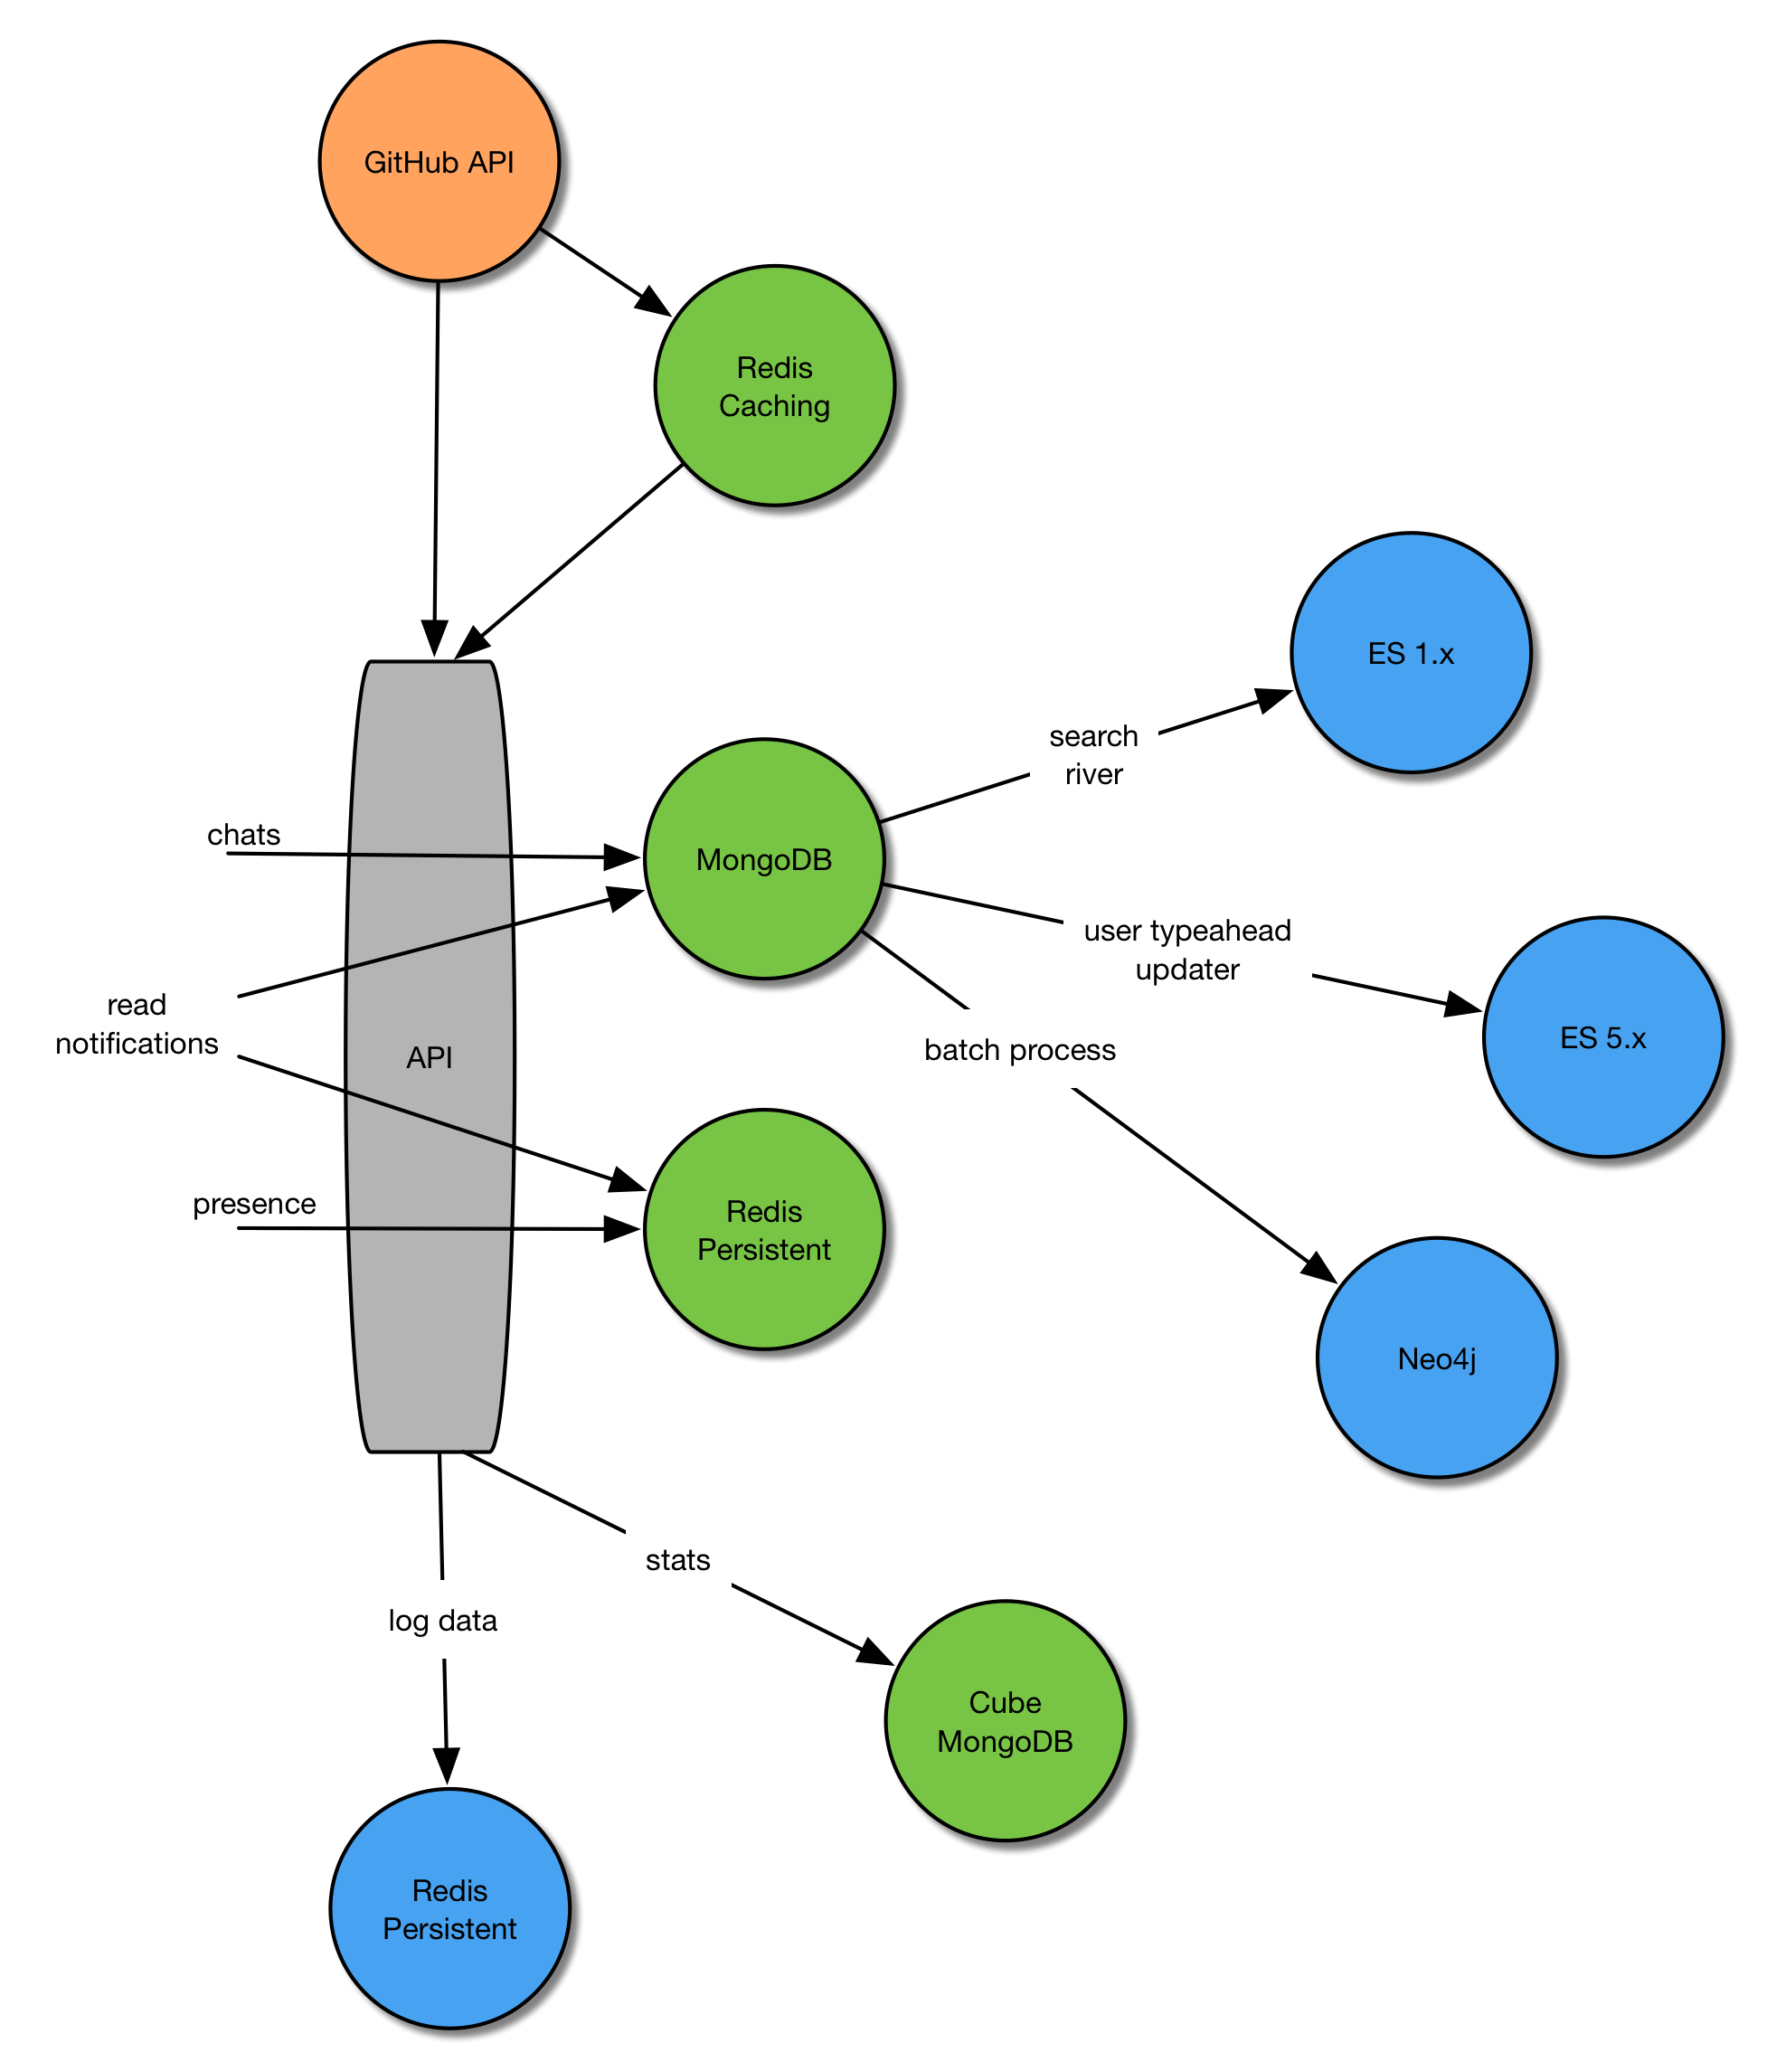 GitHub API
Redis
Caching
ES 1.x
search
river
chats
MongoDB
user typeahead
updater
read
notifications
API
batch process
ES 5.x
presence
Redis
Persistent
Neo4j
stats
log data
Cube
MongoDB
Redis
Persistent